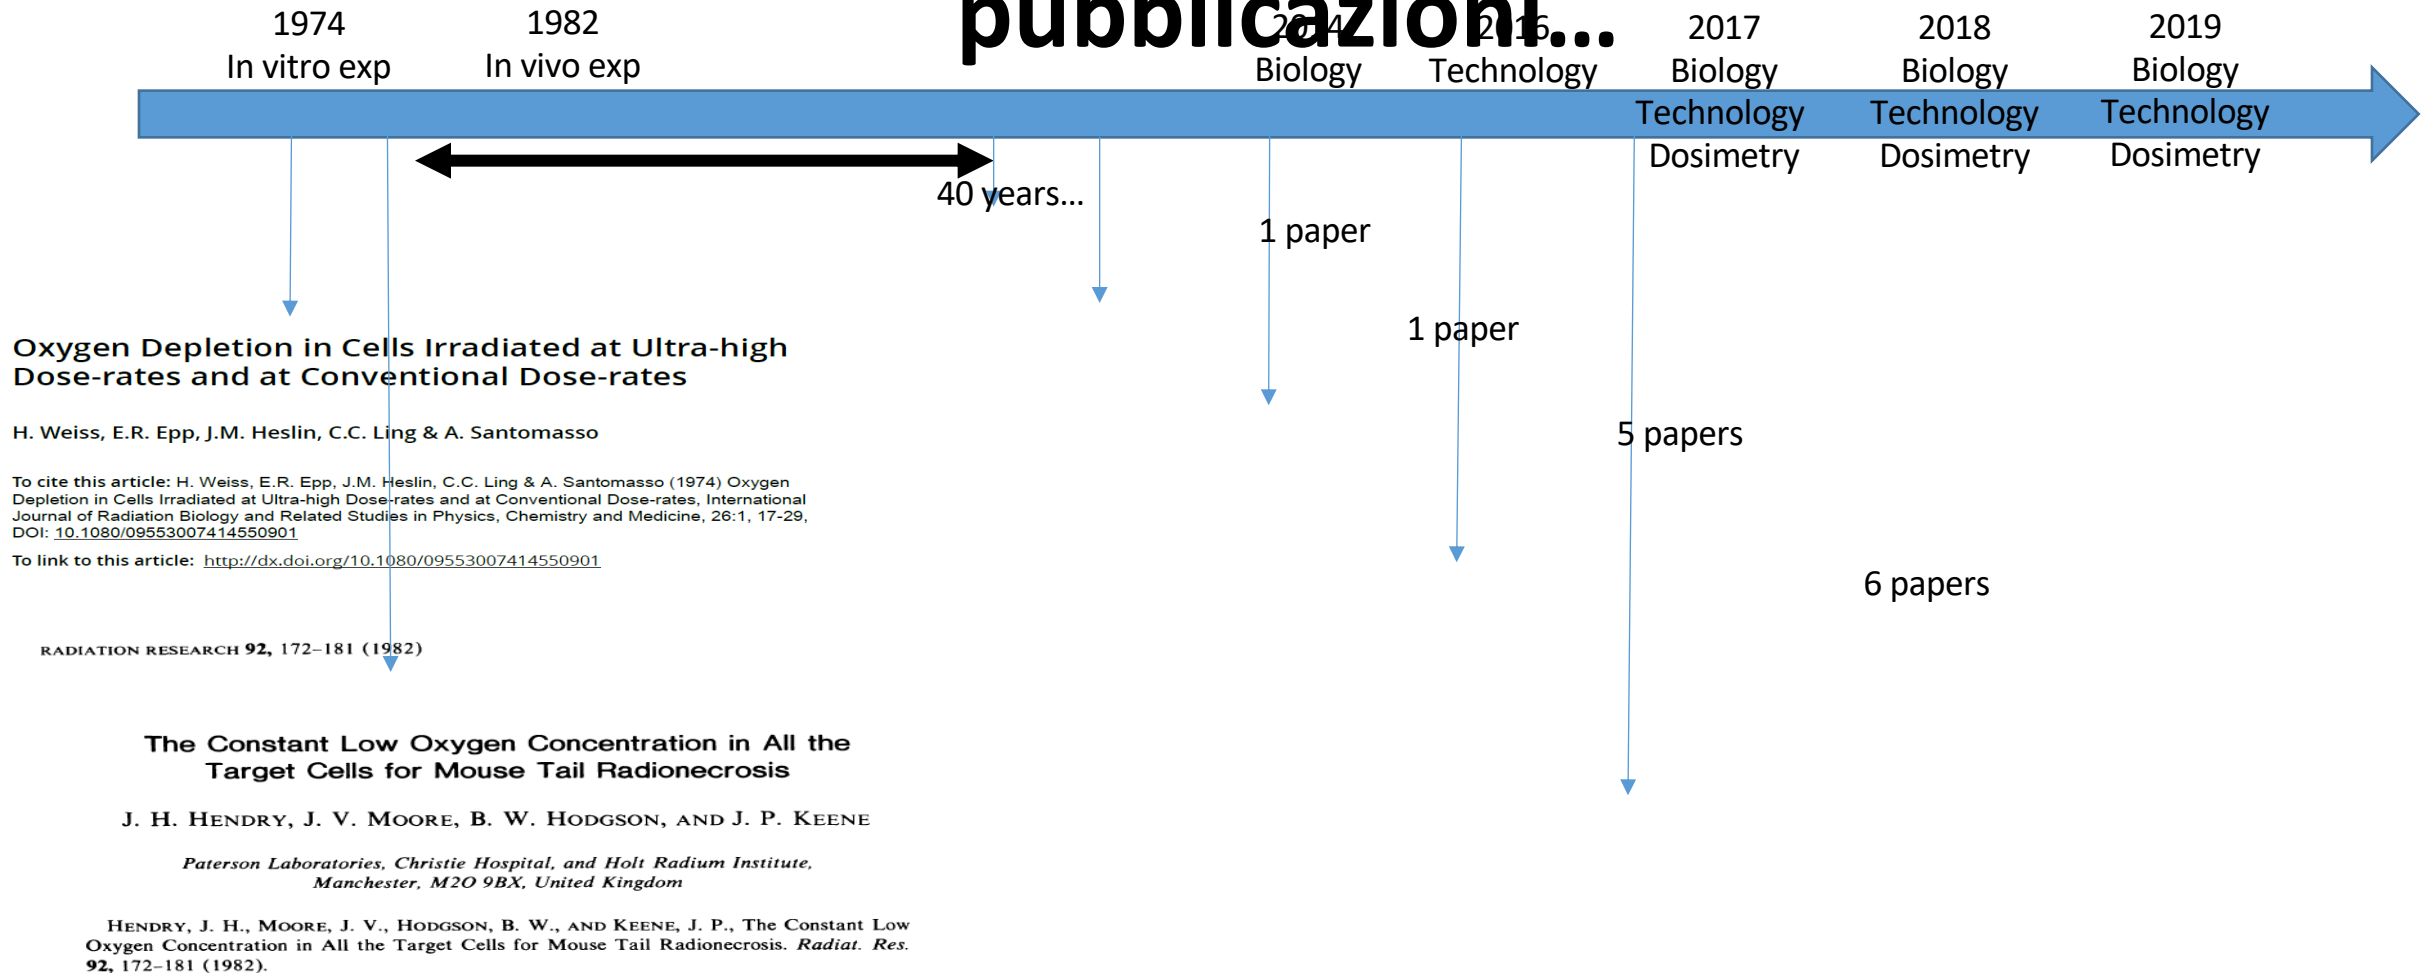 pubblicazioni...
1974
In vitro exp
1982
In vivo exp
2014
Biology
2016
Technology
2017
Biology
Technology
Dosimetry
2018
Biology
Technology
Dosimetry
2019
Biology
Technology
Dosimetry
40 years...
1 paper
1 paper
5 papers
6 papers
Oxygen Depletion in Cells Irradiated at Ultra-high
Dose-rates and at Conventional Dose-rates
H. Weiss, E.R. Epp, J.M. Heslin, C.C. Ling & A. Santomasso
To cite this article: H. Weiss, E.R. Epp, J.M. Heslin, C.C. Ling & A. Santomasso (1974) Oxygen
Depletion in Cells Irradiated at Ultra-high Dose-rates and at Conventional Dose-rates, International
Journal of Radiation Biology and Related Studies in Physics, Chemistry and Medicine, 26:1, 17-29,
DOI: 10.1080/09553007414550901
To link to this article: http://dx.doi.org/10.1080/09553007414550901
RADIATION RESEARCH 92, 172–181 (1982)
The Constant Low Oxygen Concentration in All the
Target Cells for Mouse Tail Radionecrosis
J. H. HENDRY, J. V. MOORE, B. W. HODGSON, AND J. P. KEENE
Paterson Laboratories, Christie Hospital, and Holt Radium Institute,
Manchester, M2O 9BX, United Kingdom
HENDRY, J. H., MOORE, J. V., HODGSON, B. W., AND KEENE, J. P., The Constant Low
Oxygen Concentration in All the Target Cells for Mouse Tail Radionecrosis. Radiat. Res.
92, 172–181 (1982).